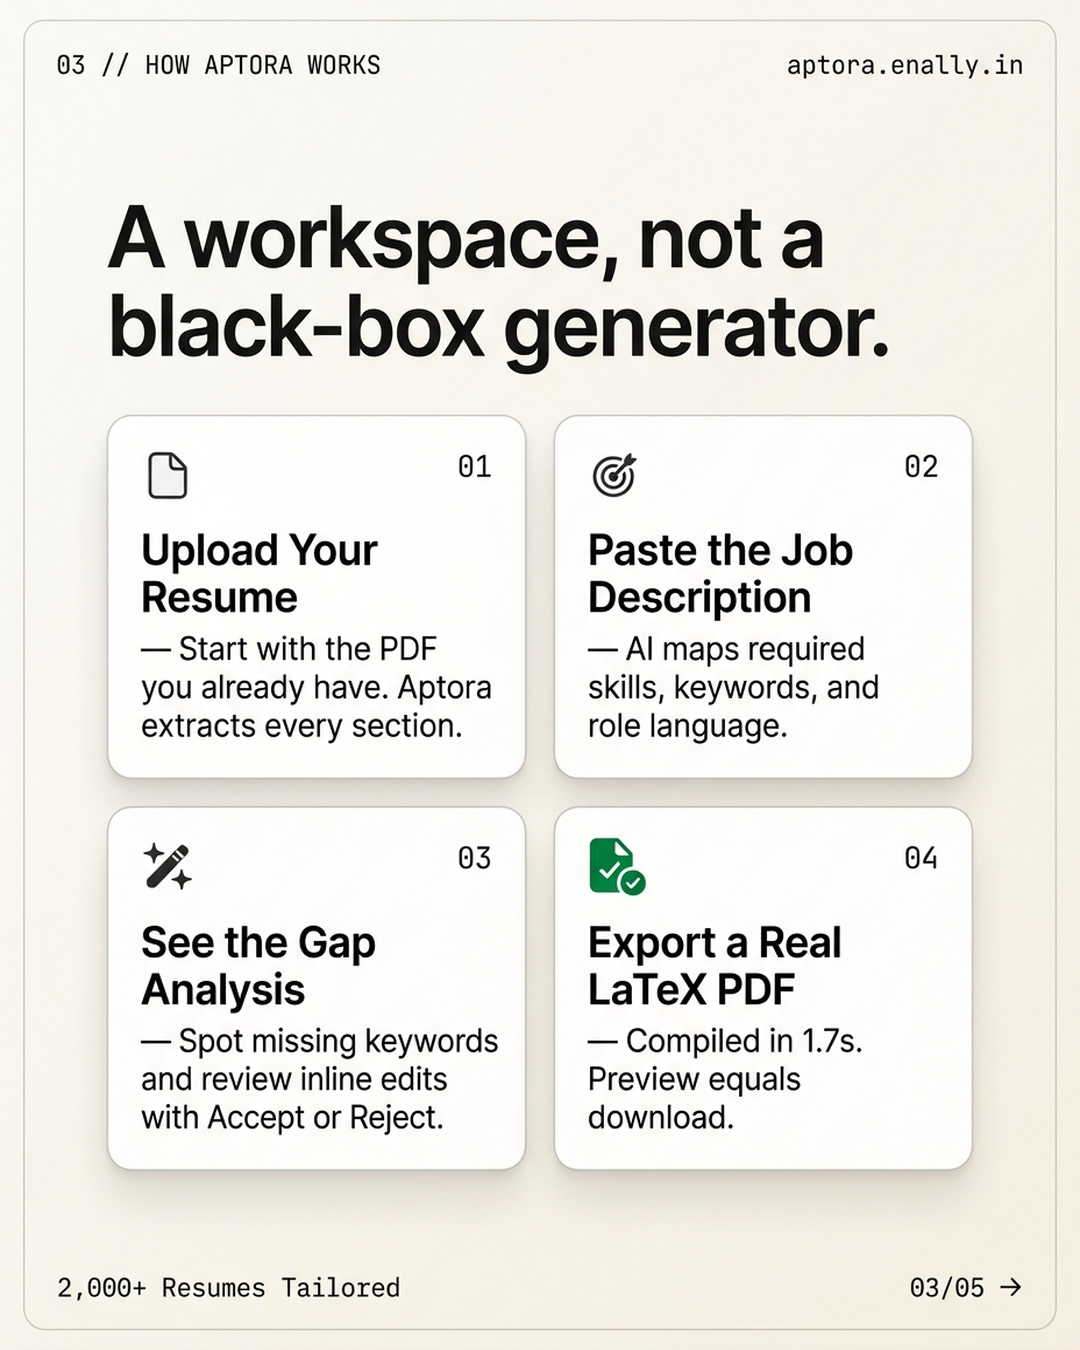 03 // HOW APTORA WORKS
aptora.enally.in
A workspace, not a
black-box generator.
01
Upload Your
Resume
— Start with the PDF
you already have. Aptora
extracts every section.
02
Paste the Job
Description
— AI maps required
skills, keywords, and
role language.
03
See the Gap
Analysis
— Spot missing keywords
and review inline edits
with Accept or Reject.
04
Export a Real
LaTeX PDF
— Compiled in 1.7s.
Preview equals
download.
2,000+ Resumes Tailored
03/05 →